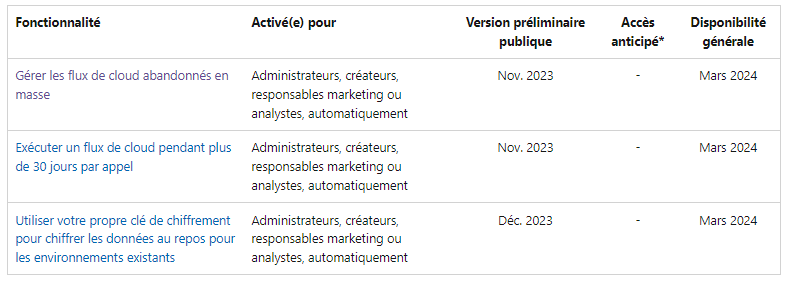 Fonctionnalité
Activé(e) pour
Version préliminaire
publique
Accès
anticipé*
Disponibilité
générale
Gérer les flux de cloud abandonnés en
masse
Administrateurs, créateurs,
responsables marketing ou
analystes, automatiquement
Nov. 2023
-
Mars 2024
Exécuter un flux de cloud pendant plus
de 30 jours par appel
Administrateurs, créateurs,
responsables marketing ou
analystes, automatiquement
Nov. 2023
-
Mars 2024
Utiliser votre propre clé de chiffrement
pour chiffrer les données au repos pour
les environnements existants
Administrateurs, créateurs,
responsables marketing ou
analystes, automatiquement
Déc. 2023
-
Mars 2024